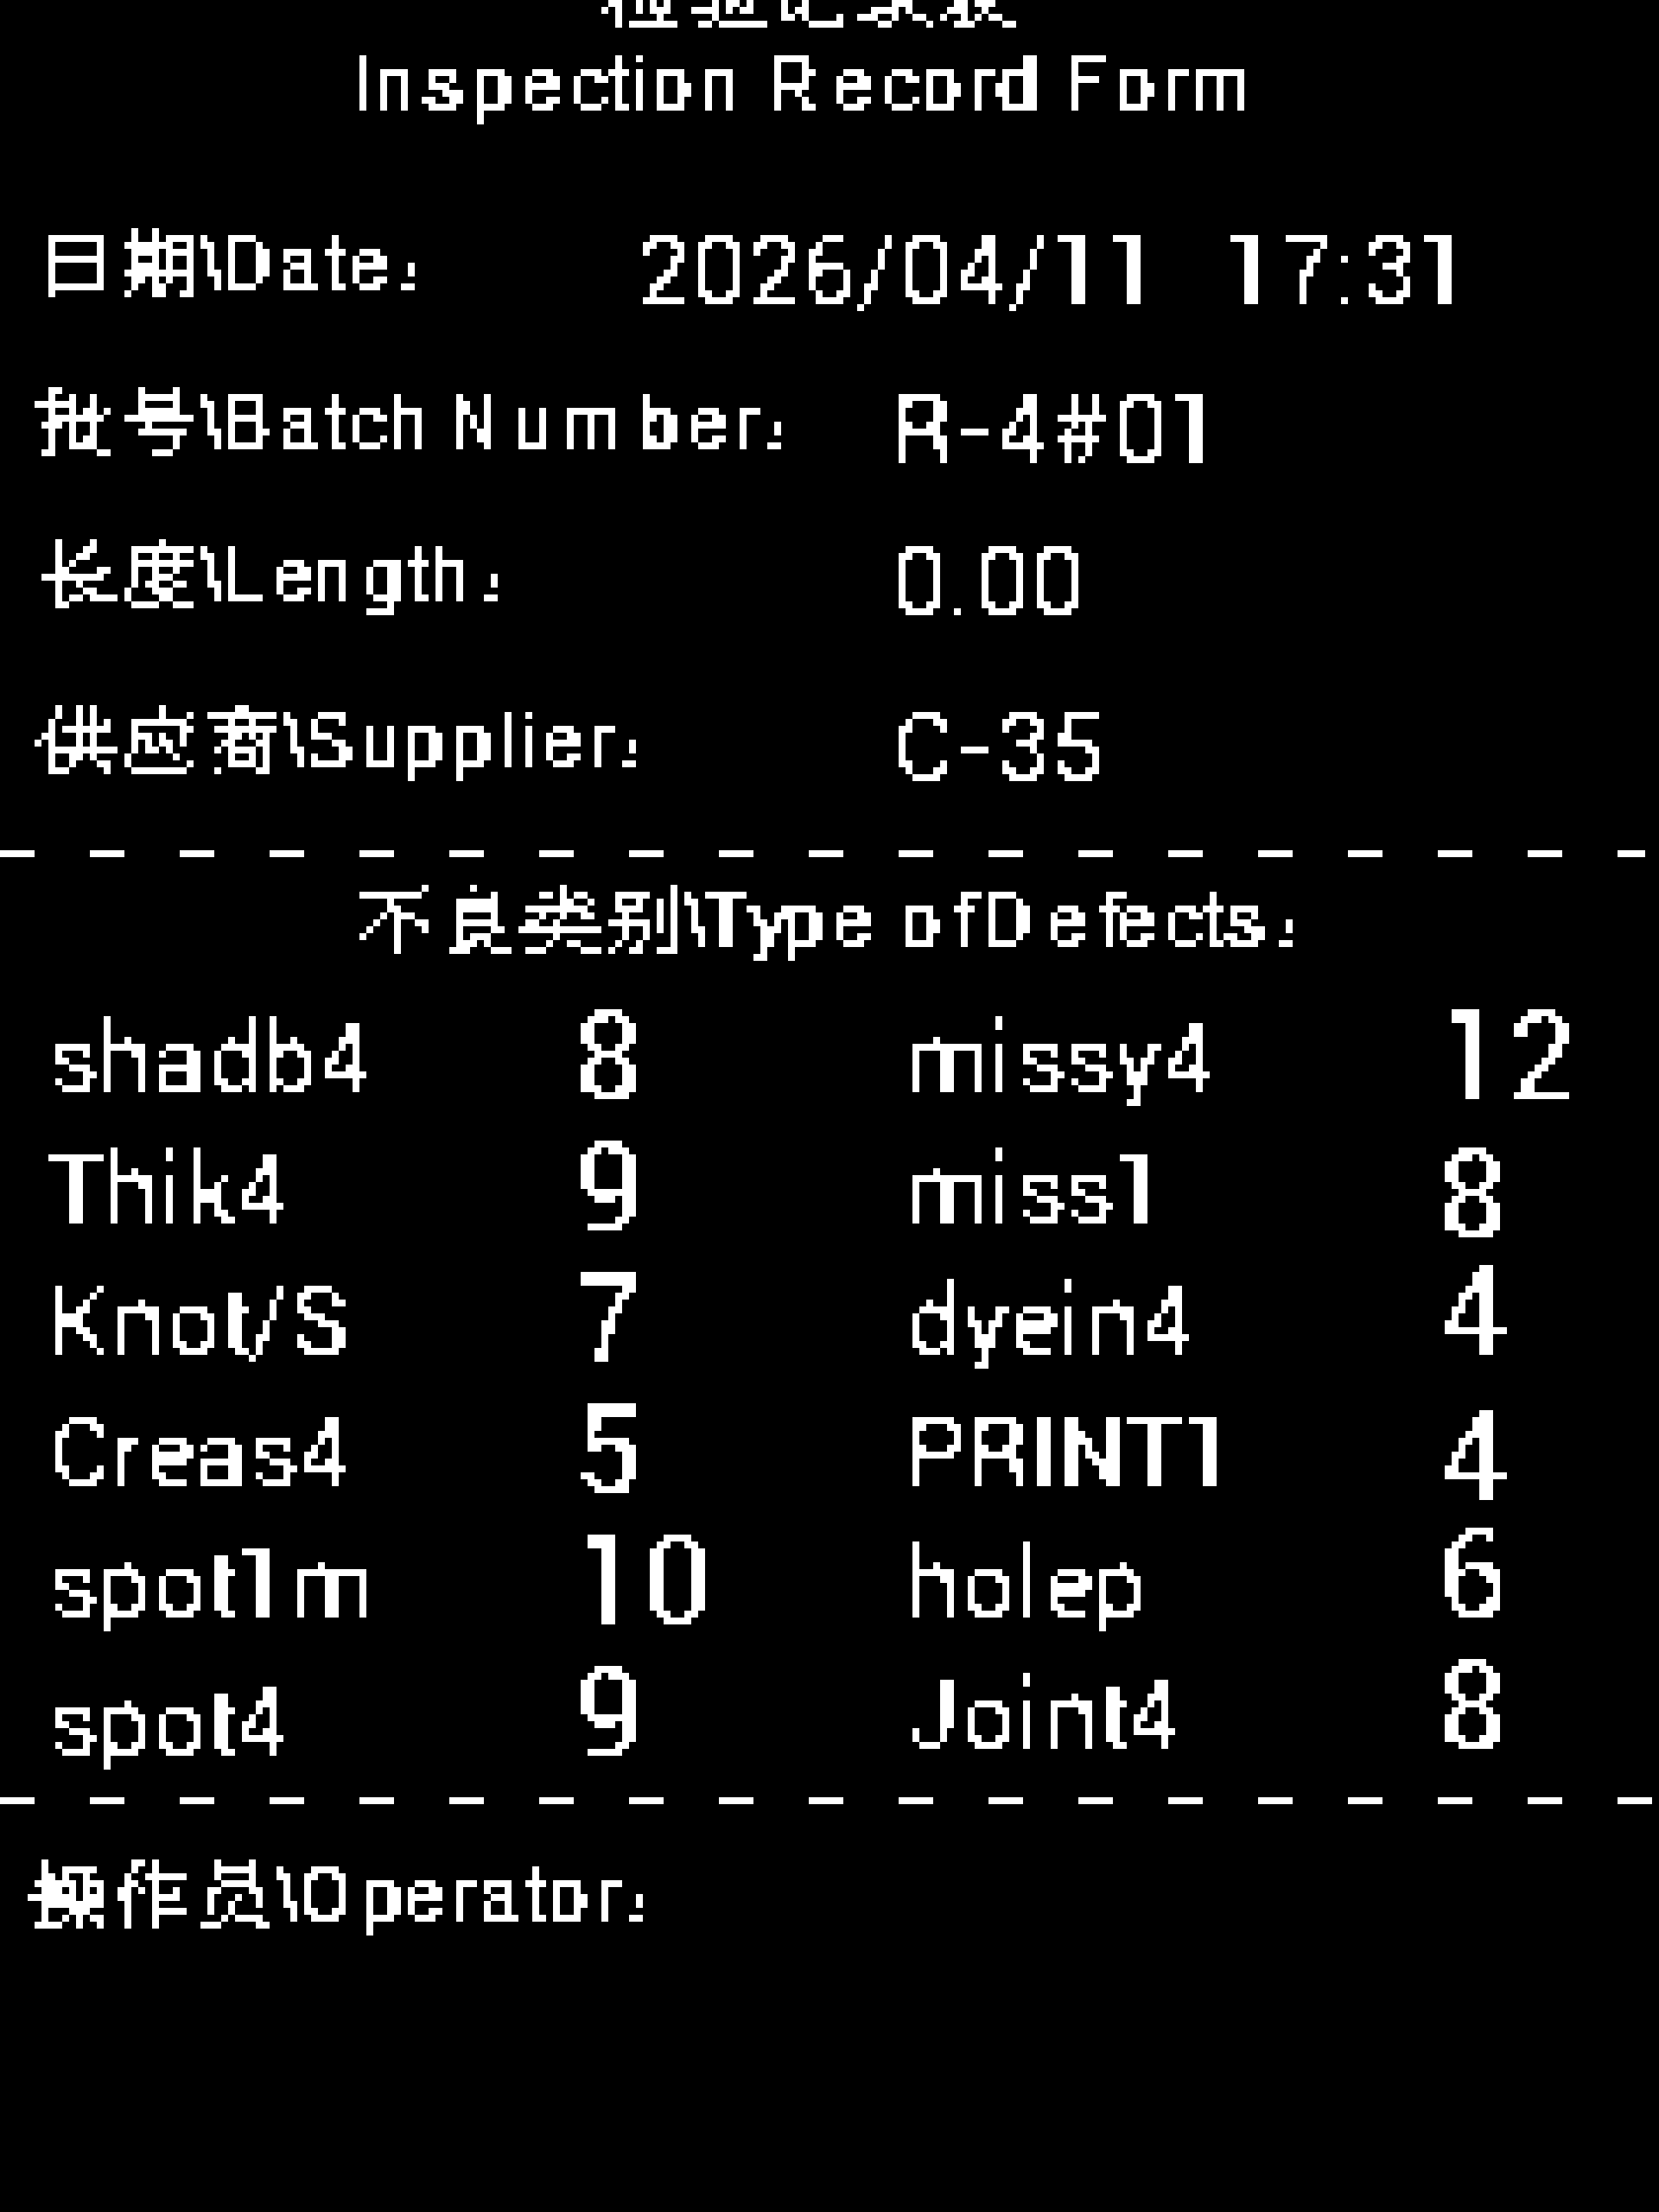 Inspection Record Form
日期\Date: 2026/04/11 17:31
批号\Batch Number: R-4#01
长度\Length: 0.00
供应商\Supplier: C-35
不良类别\Type of Defects:
shadb4 8 missy4 12
Thik4 9 miss1 8
Knot/S 7 dyein4 4
Creas4 5 PRINT1 4
spot1m 10 holep 6
spot4 9 Joint4 8
操作员\Operator: